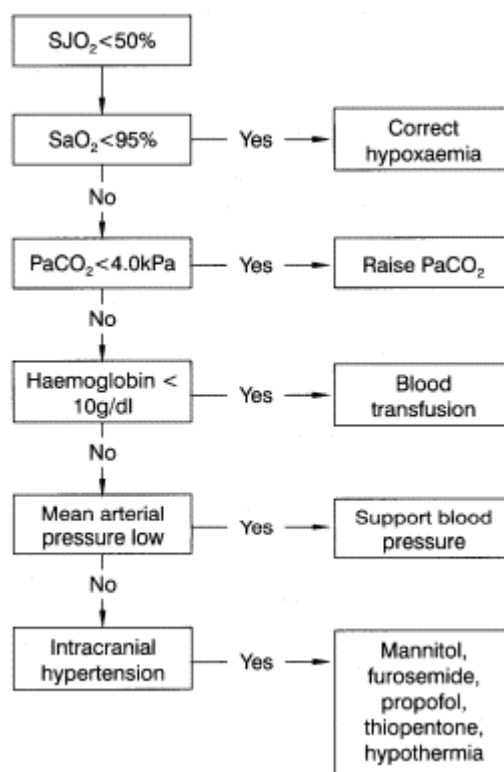 SJO₂<50%
SaO₂<95%
Yes
Correct
hypoxaemia
No
PaCO₂<4.0kPa
Yes
Raise PaCO₂
No
Haemoglobin <
10g/dl
Yes
Blood
transfusion
No
Mean arterial
pressure low
Yes
Support blood
pressure
No
Intracranial
hypertension
Yes
Mannitol,
furosemide,
propofol,
thiopentone,
hypothermia